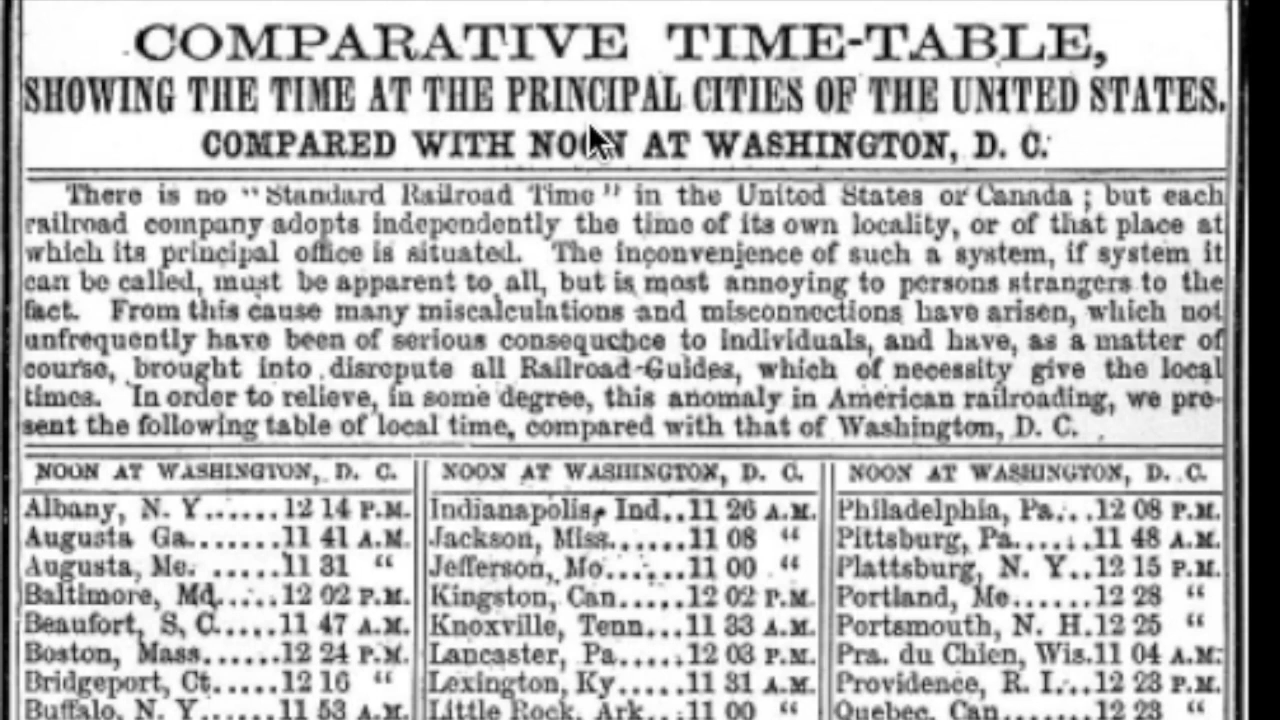 COMPARATIVE TIME-TABLE,
SHOWING THE TIME AT THE PRINCIPAL CITIES OF THE UNITED STATES.
COMPARED WITH NOON AT WASHINGTON, D. C.
There is no "Standard Railroad Time" in the United States or Canada; but each
railroad company adopts independently the time of its own locality, or of that place at
which its principal office is situated. The inconvenience of such a system, if system it
can be called, must be apparent to all, but is most annoying to persons strangers to the
fact. From this cause many miscalculations and misconnections have arisen, which not
unfrequently have been of serious consequence to individuals, and have, as a matter of
course, brought into disrepute all Railroad-Guides, which of necessity give the local
times. In order to relieve, in some degree, this anomaly in American railroading, we pre-
sent the following table of local time, compared with that of Washington, D. C.
NOON AT WASHINGTON, D. C.
Albany, N. Y......12 14 P.M.
Augusta Ga.......11 41 A.M.
Augusta, Me. .....11 31 "
Baltimore, Md.....12 02 P.M.
Beaufort, S, C.....11 47 A.M.
Boston, Mass......12 24 P.M.
Bridgeport, Ct.....12 16 "
Buffalo, N. Y......11 53 A.M.
NOON AT WASHINGTON, D. C.
Indianapolis, Ind..11 26 A.M.
Jackson, Miss......11 08 "
Jefferson, Mo......11 00 "
Kingston, Can.....12 02 P.M.
Knoxville, Tenn...11 33 A.M.
Lancaster, Pa.....12 03 P.M.
Lexington, Ky.....11 31 A.M.
Little Rock, Ark...11 00 "
NOON AT WASHINGTON, D. C.
Philadelphia, Pa...12 08 P.M.
Pittsburg, Pa......11 48 A.M.
Plattsburg, N. Y..12 15 P.M.
Portland, Me......12 28 "
Portsmouth, N. H.12 25 "
Pra. du Chien, Wis.11 04 A.M.
Providence, R. I...12 23 P.M.
Quebec, Can.......12 23 "